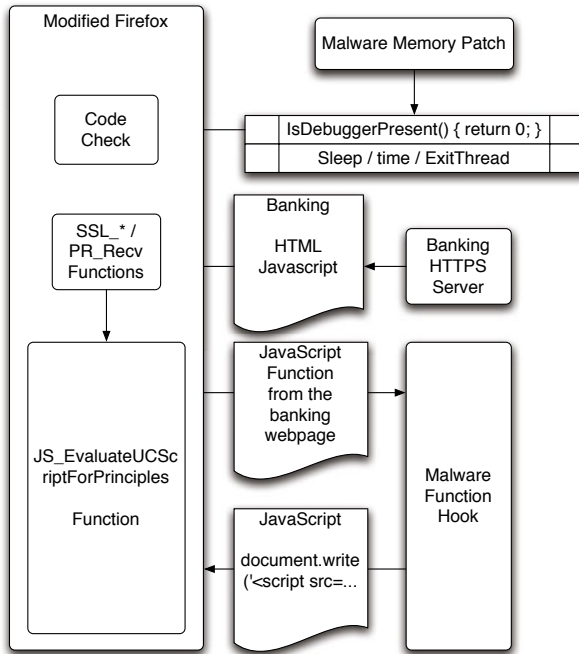 Modified Firefox
Malware Memory Patch
Code
Check
IsDebuggerPresent() { return 0; }
Sleep / time / ExitThread
SSL_* /
PR_Recv
Functions
Banking
HTML
Javascript
Banking
HTTPS
Server
JS_EvaluateUCSc
riptForPrinciples
Function
JavaScript
Function
from the
banking
webpage
Malware
Function
Hook
JavaScript
document.write
('<script src=...